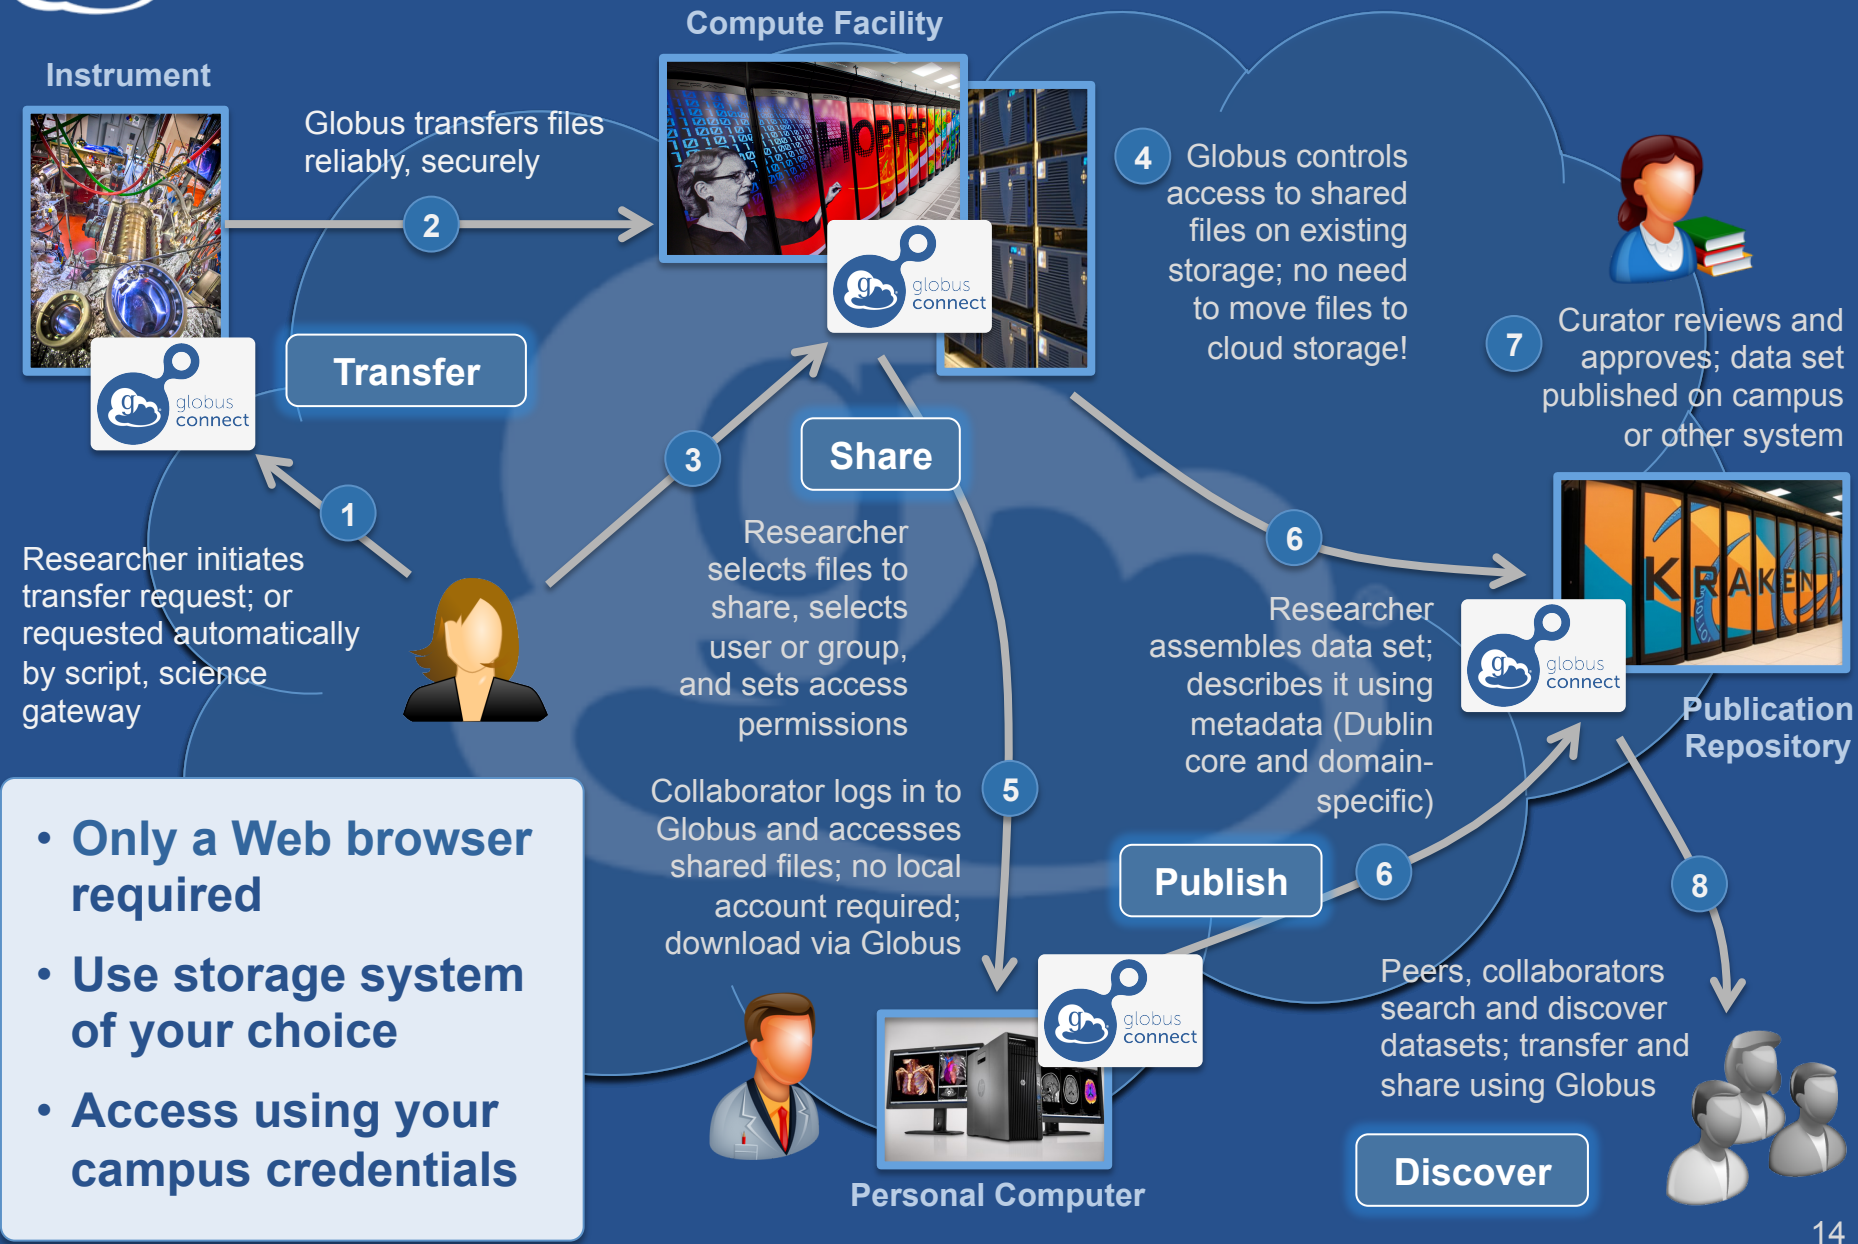 Compute Facility
Instrument
Globus transfers files
reliably, securely
2
HOPPER
globus
connect
4
Globus controls
access to shared
files on existing
storage; no need
to move files to
cloud storage!
7
Curator reviews and
approves; data set
published on campus
or other system
Transfer
globus
connect
3
Share
1
Researcher initiates
transfer request; or
requested automatically
by script, science
gateway
Researcher
selects files to
share, selects
user or group,
and sets access
permissions
6
Researcher
assembles data set;
describes it using
metadata (Dublin
core and domain-
specific)
KRAKEN
globus
connect
Publication
Repository
5
Collaborator logs in to
Globus and accesses
shared files; no local
account required;
download via Globus
Publish
6
8
• Only a Web browser
required
• Use storage system
of your choice
• Access using your
campus credentials
globus
connect
Personal Computer
Peers, collaborators
search and discover
datasets; transfer and
share using Globus
Discover
14